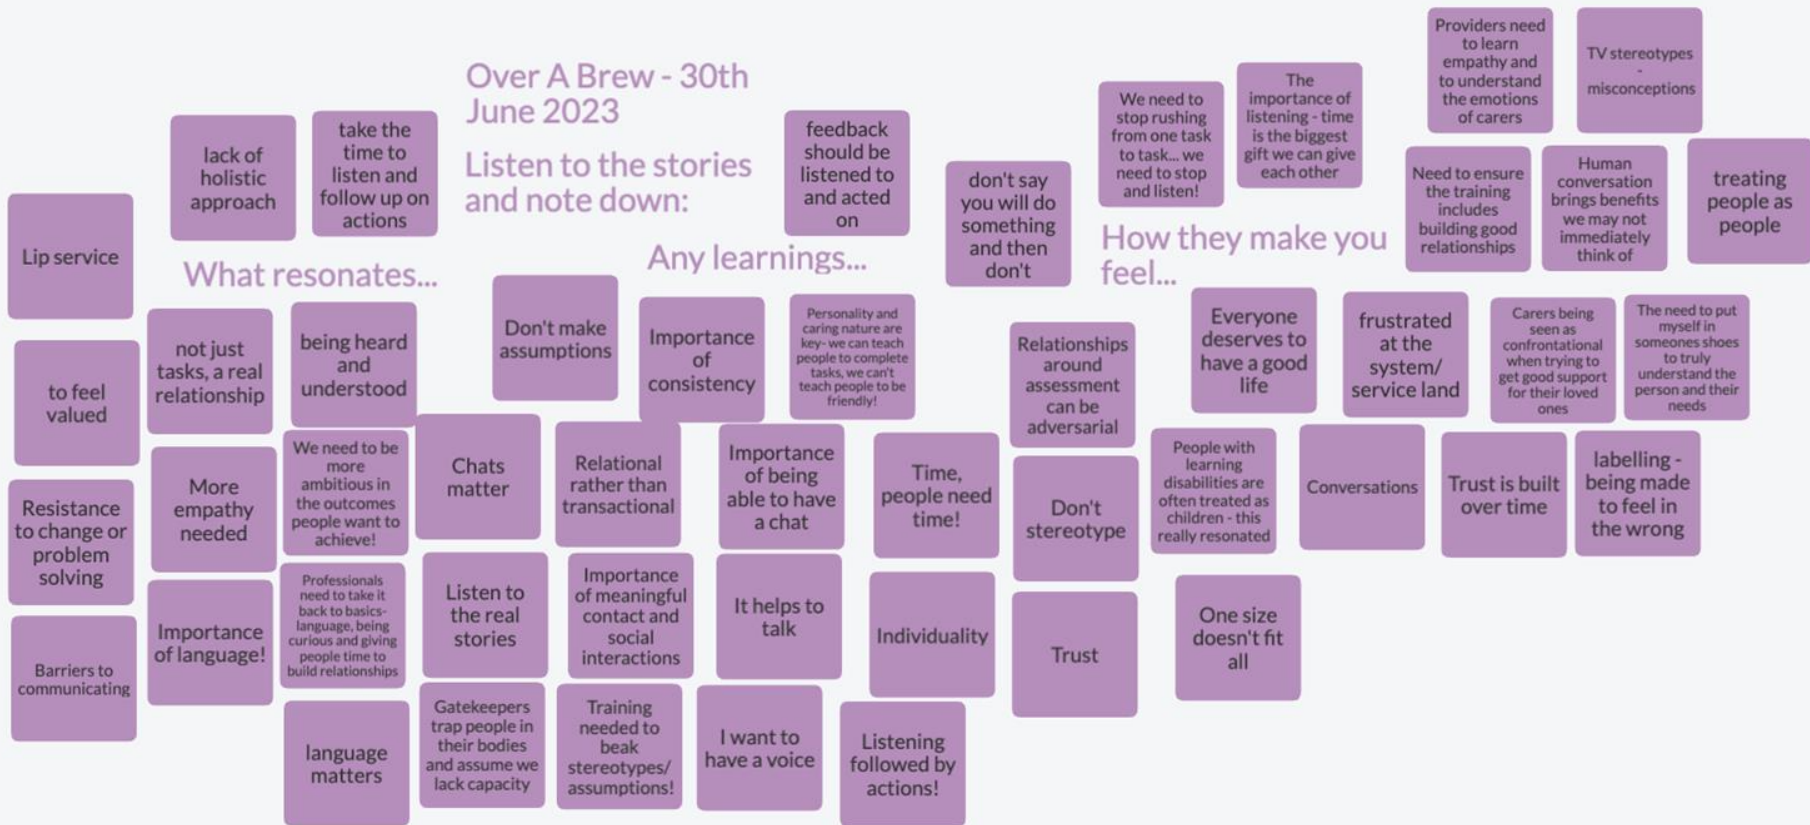 Over A Brew - 30th
June 2023
Listen to the stories
and note down:
What resonates...
Any learnings...
How they make you
feel...
Lip service
lack of
holistic
approach
take the
time to
listen and
follow up on
actions
feedback
should be
listened to
and acted
on
don't say
you will do
something
and then
don't
We need to
stop rushing
from one task
to task... we
need to stop
and listen!
The
importance of
listening - time
is the biggest
gift we can give
each other
Providers need
to learn
empathy and
to understand
the emotions
of carers
TV stereotypes
-
misconceptions
Need to ensure
the training
includes
building good
relationships
Human
conversation
brings benefits
we may not
immediately
think of
treating
people as
people
to feel
valued
not just
tasks, a real
relationship
being heard
and
understood
Don't make
assumptions
Importance
of
consistency
Personality and
caring nature are
key- we can teach
people to complete
tasks, we can't
teach people to be
friendly!
Relationships
around
assessment
can be
adversarial
Everyone
deserves to
have a good
life
frustrated
at the
system/
service land
Carers being
seen as
confrontational
when trying to
get good support
for their loved
ones
The need to put
myself in
someones shoes
to truly
understand the
person and their
needs
Resistance
to change or
problem
solving
More
empathy
needed
We need to be
more
ambitious in
the outcomes
people want to
achieve!
Chats
matter
Relational
rather than
transactional
Importance
of being
able to have
a chat
Time,
people need
time!
Don't
stereotype
People with
learning
disabilities are
often treated as
children - this
really resonated
Conversations
Trust is built
over time
labelling -
being made
to feel in
the wrong
Barriers to
communicating
Importance
of language!
Professionals
need to take it
back to basics-
language, being
curious and giving
people time to
build relationships
Listen to
the real
stories
Importance
of meaningful
contact and
social
interactions
It helps to
talk
Individuality
Trust
One size
doesn't fit
all
language
matters
Gatekeepers
trap people in
their bodies
and assume we
lack capacity
Training
needed to
beak
stereotypes/
assumptions!
I want to
have a voice
Listening
followed by
actions!